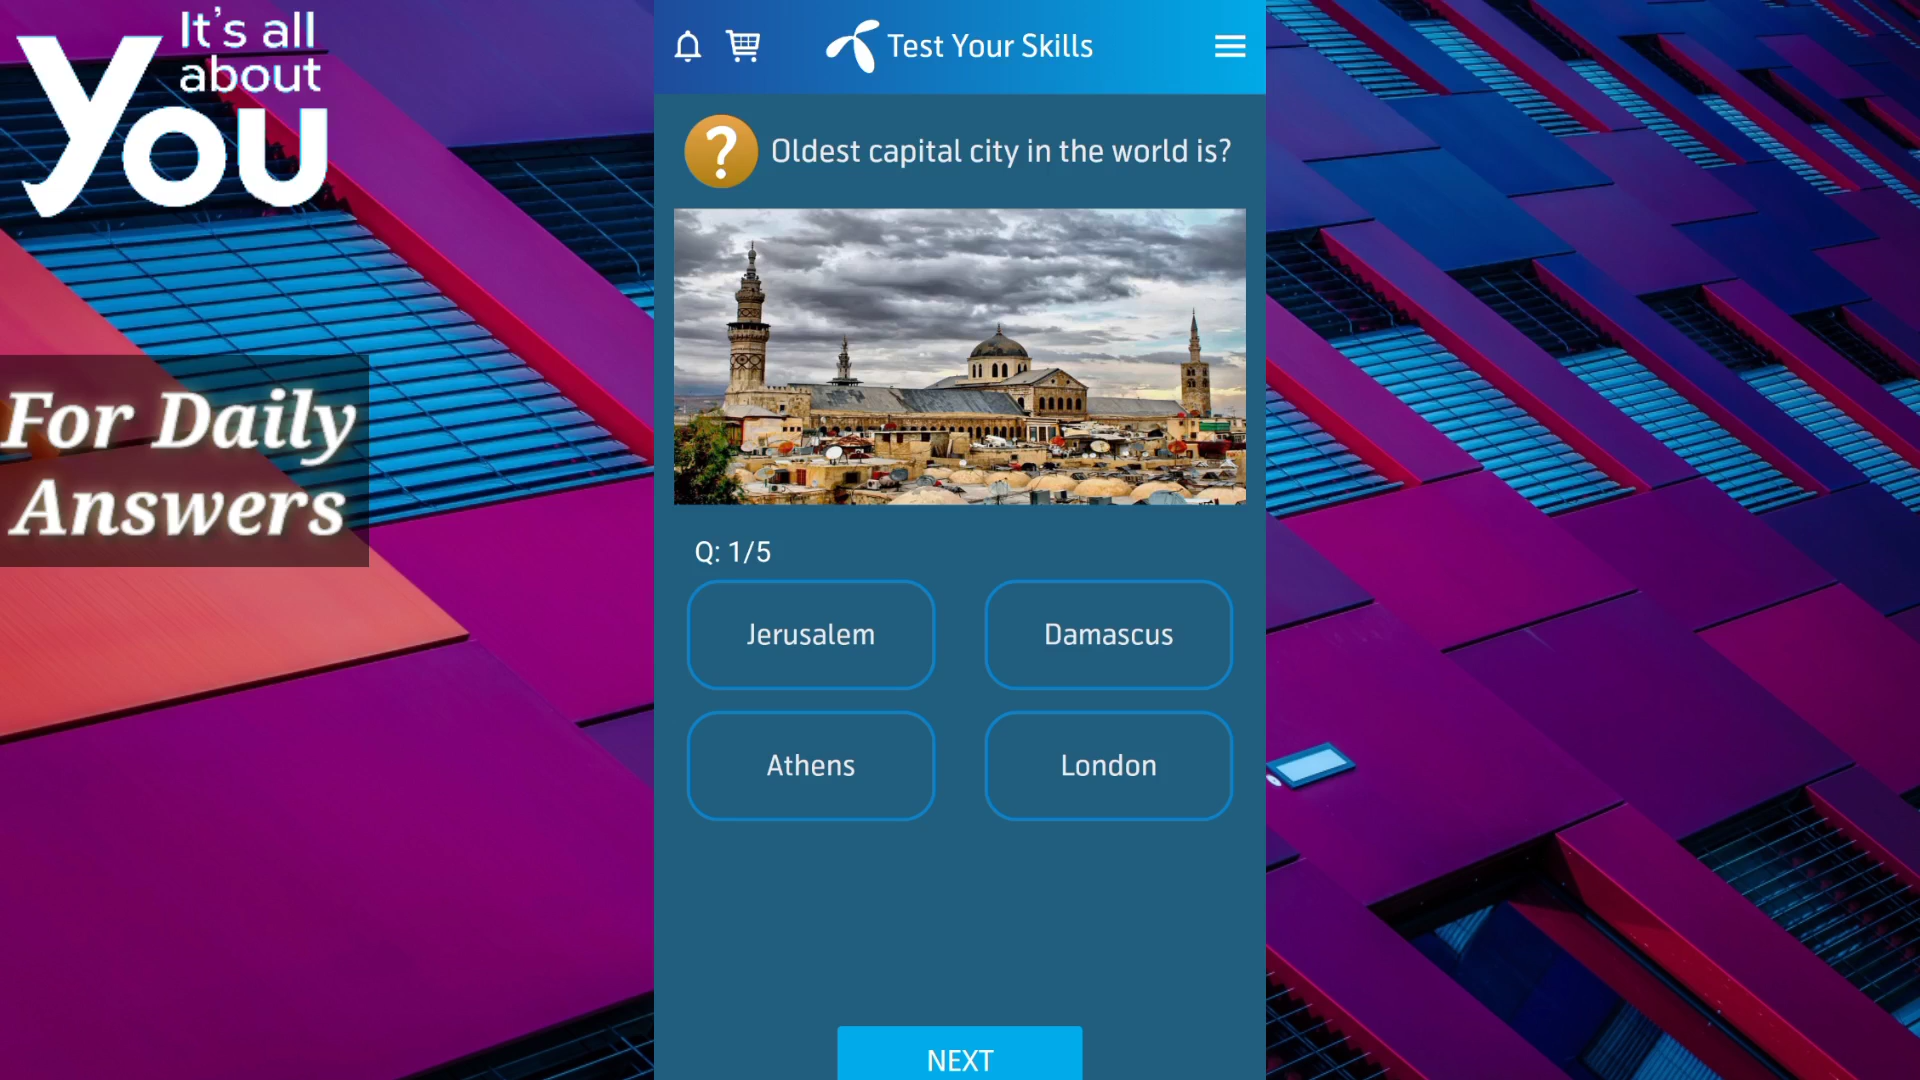 It's all
about
You
For Daily
Answers
Test Your Skills
?
Oldest capital city in the world is?
Q: 1/5
Jerusalem
Damascus
Athens
London
NEXT